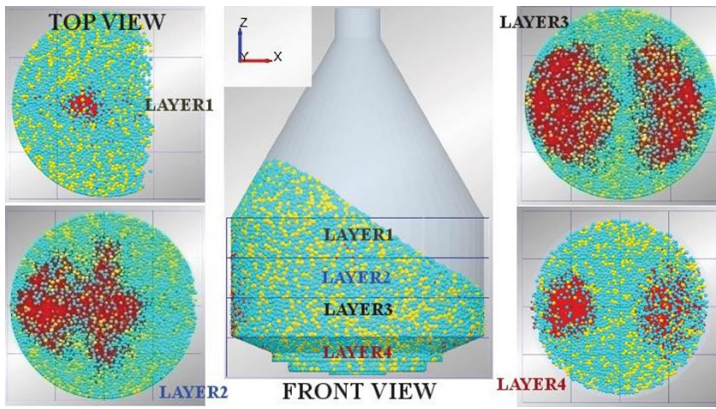 TOP VIEW
LAYER1
LAYER2
Z
Y
X
LAYER1
LAYER2
LAYER3
LAYER4
FRONT VIEW
LAYER3
LAYER4